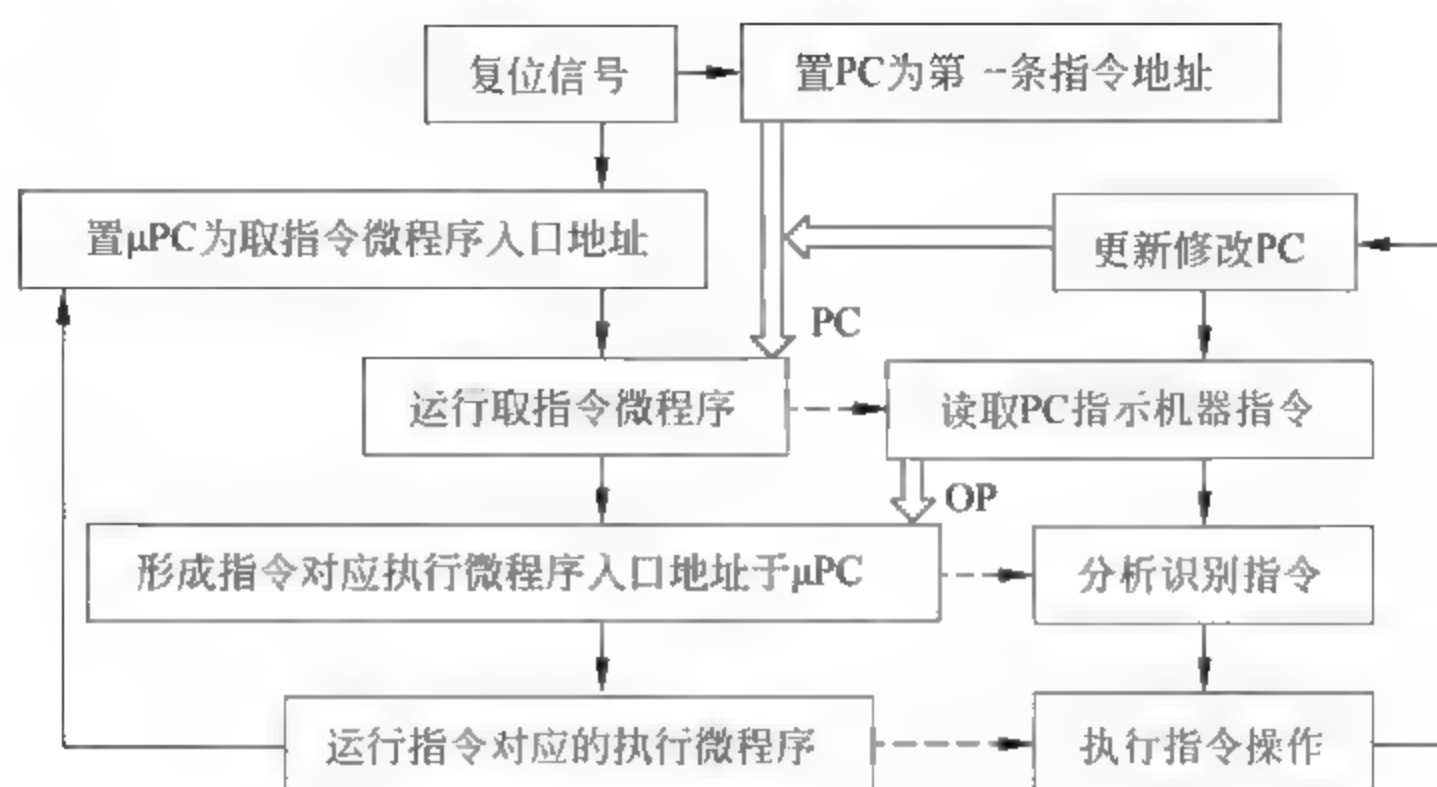 复位信号
置PC为第一条指令地址
置μPC为取指令微程序入口地址
更新修改PC
PC
运行取指令微程序
读取PC指示机器指令
OP
形成指令对应执行微程序入口地址于μPC
分析识别指令
运行指令对应的执行微程序
执行指令操作